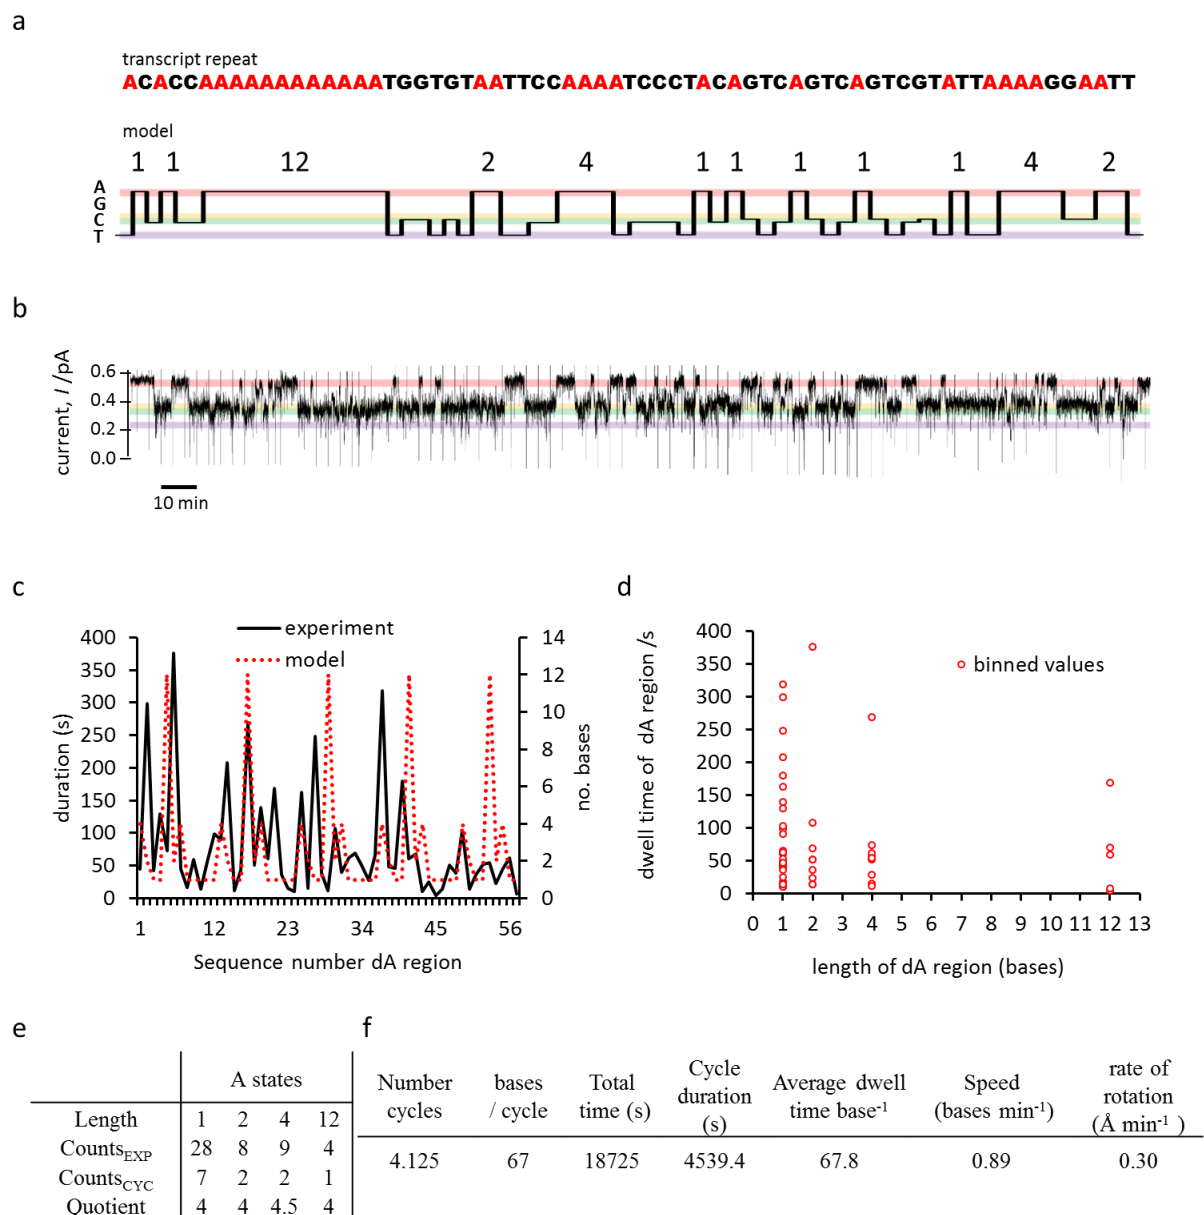 a
transcript repeat
ACACCAAAAAAAAAAAATGGTGTAATTCCAAAATCCCTACAGTCAGTCAGTCGTATTAAAAGGAATT
model
1 1 12 2 4 1 1 1 1 1 4 2
A
G
C
T
b
current, I /pA
0.6
0.4
0.2
0.0
10 min
c
experiment
model
duration (s)
400
350
300
250
200
150
100
50
0
14
12
10
8
6
4
2
0
no. bases
1 12 23 34 45 56
Sequence number dA region
d
dwell time of dA region /s
400
350
300
250
200
150
100
50
0
binned values
0 1 2 3 4 5 6 7 8 9 10 11 12 13
length of dA region (bases)
e
A states
Length 1 2 4 12
CountsEXP 28 8 9 4
CountsCYC 7 2 2 1
Quotient 4 4 4.5 4
f
Number cycles
bases / cycle
Total time (s)
Cycle duration (s)
Average dwell time base-1
Speed (bases min-1)
rate of rotation (Å min-1 )
4.125 67 18725 4539.4 67.8 0.89 0.30